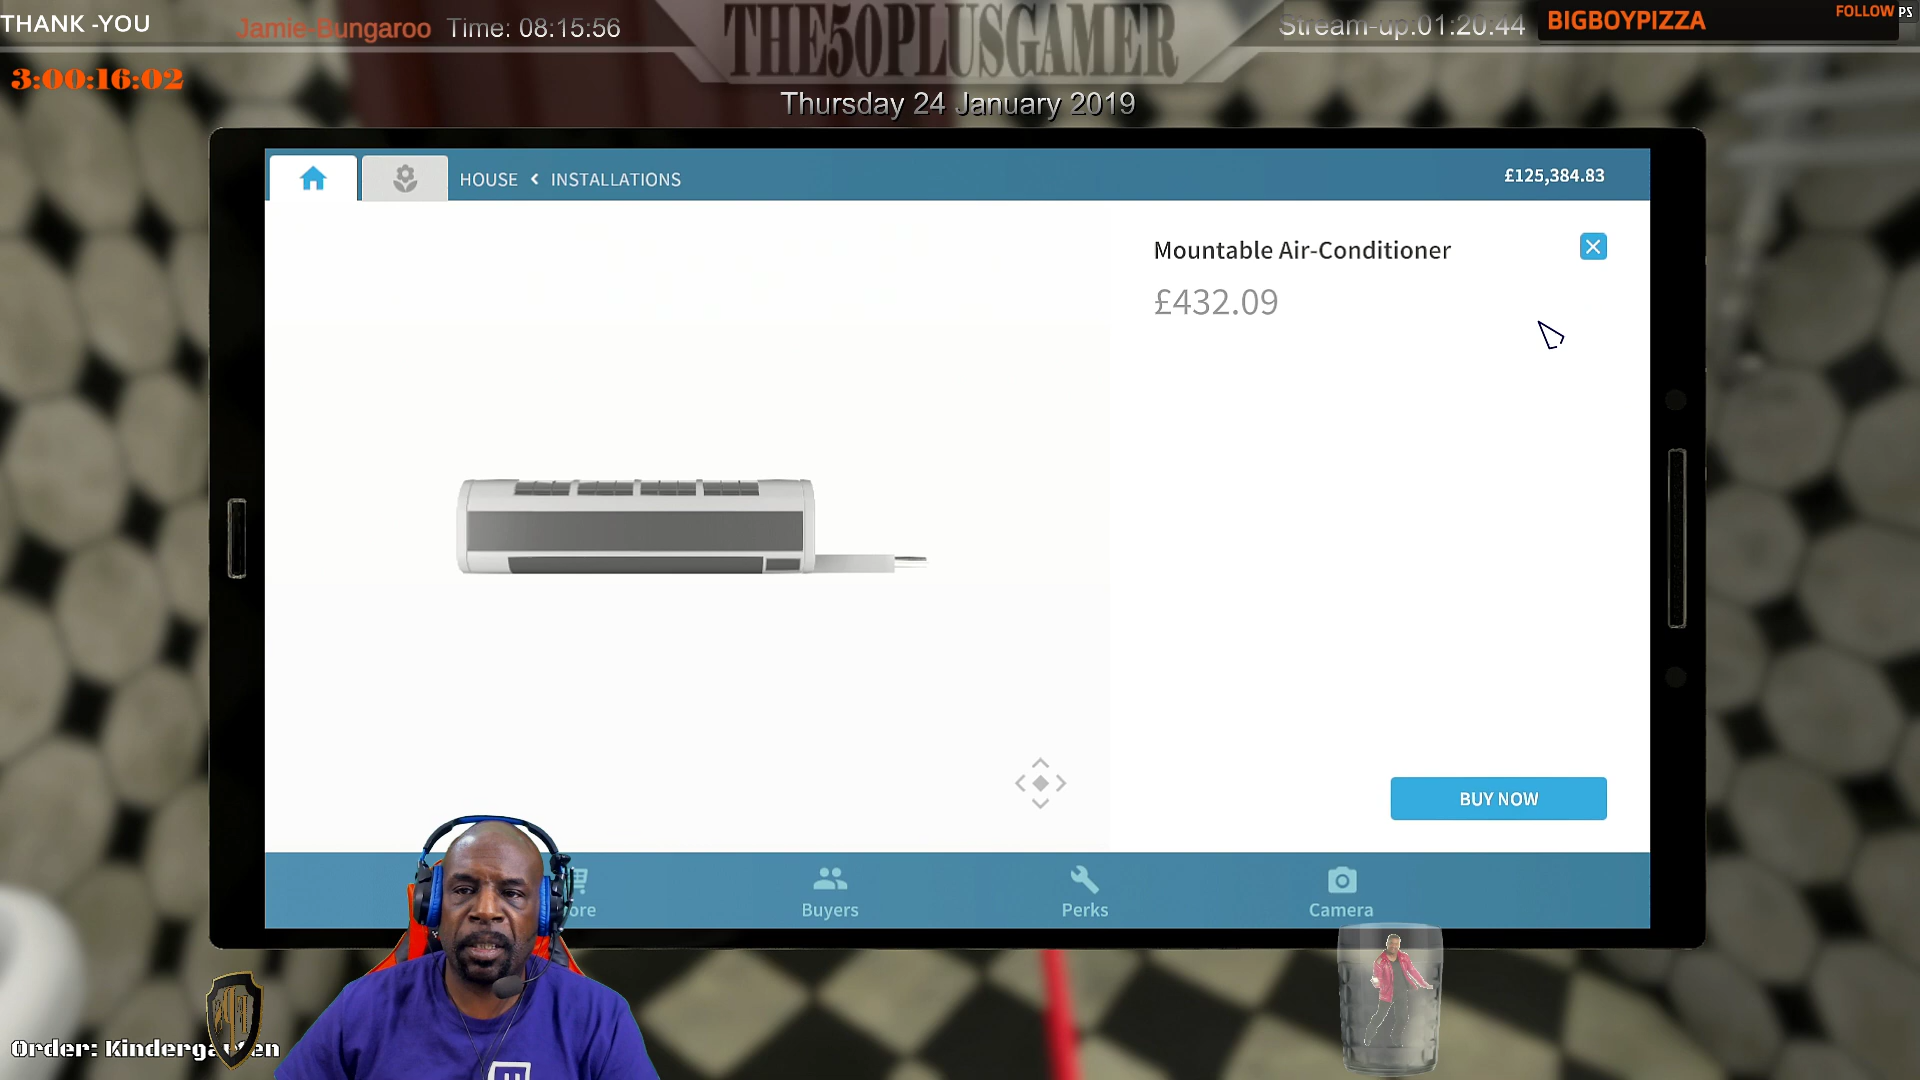 THANK -YOU
Jamie-Bungaroo
Time: 08:15:56
THE50PLUSGAMER
Stream-up:01:20:44
BIGBOYPIZZA
FOLLOW PS
3:00:16:02
Thursday 24 January 2019
HOUSE < INSTALLATIONS
£125,384.83
Mountable Air-Conditioner
£432.09
BUY NOW
Buyers
Perks
Camera
Order: Kindergarten